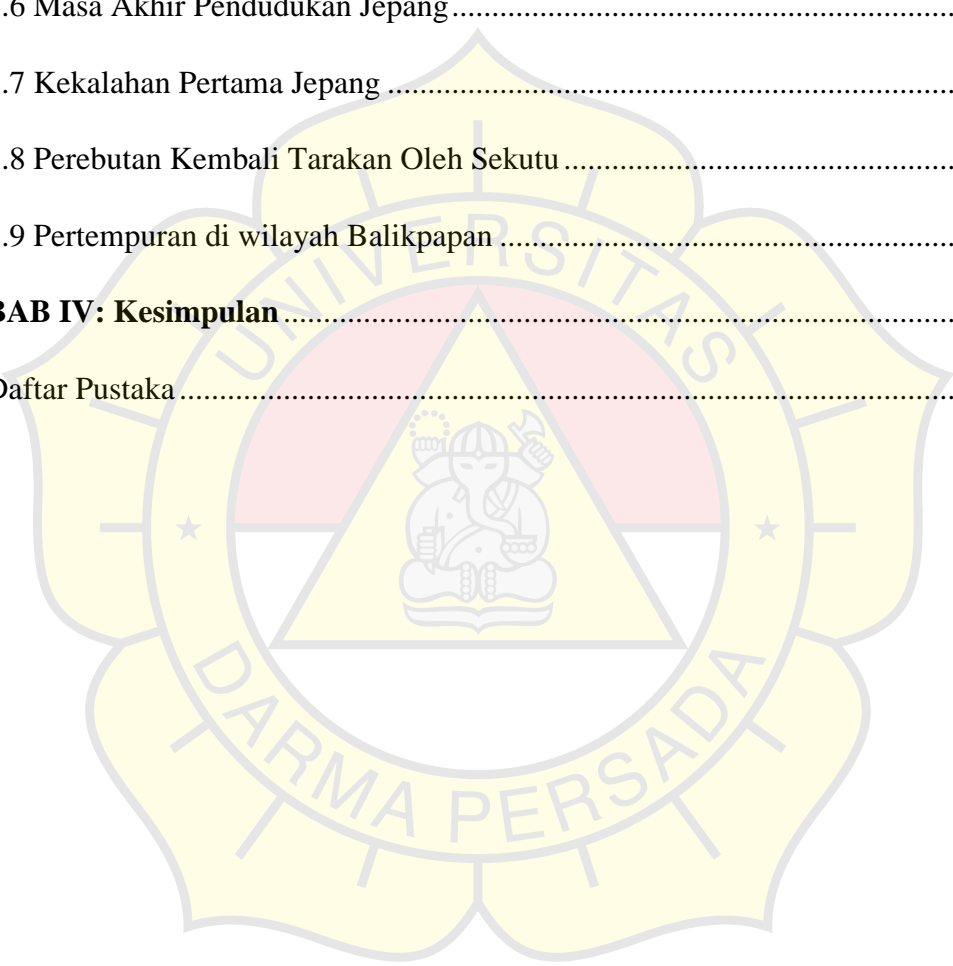 .6 Masa Akhir Pendudukan Jepang
.7 Kekalahan Pertama Jepang
.8 Perebutan Kembali Tarakan Oleh Sekutu
.9 Pertempuran di wilayah Balikpapan
BAB IV: Kesimpulan
Daftar Pustaka
UNIVERSITAS
DARMA PERSADA